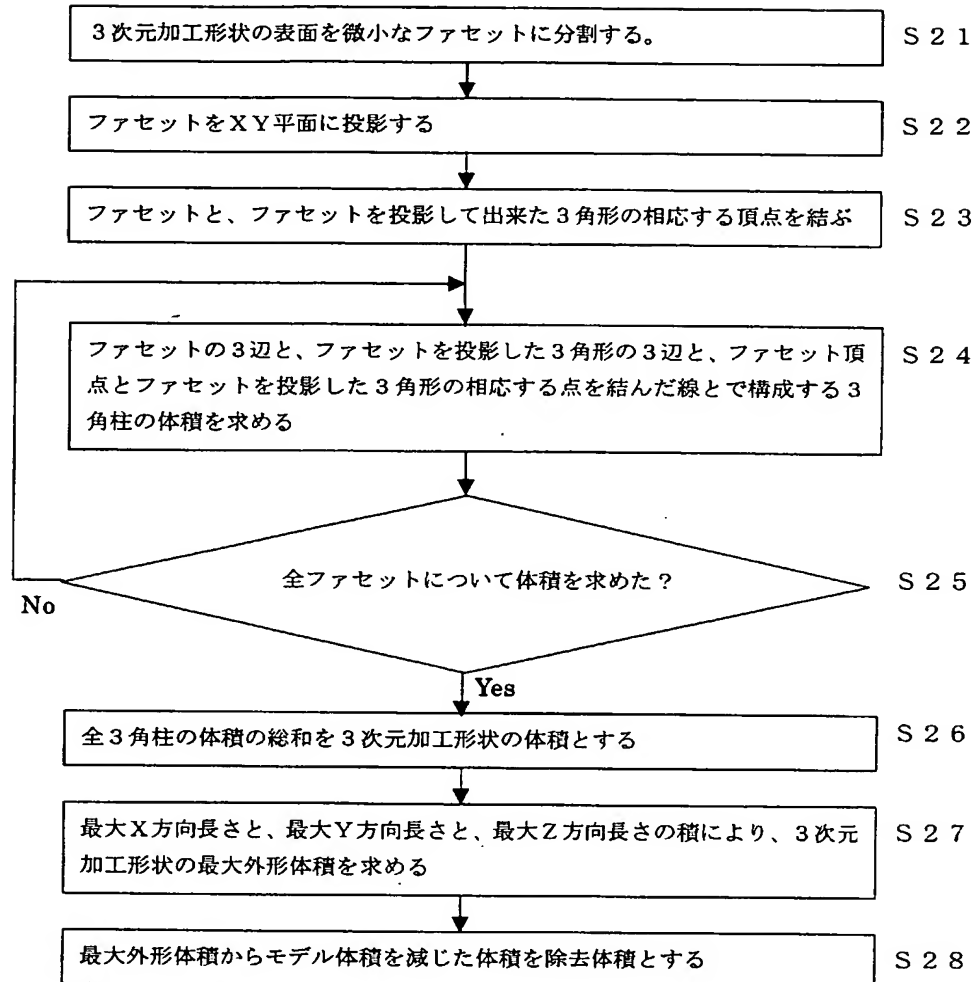 3次元加工形状の表面を微小なファセットに分割する。
S21
ファセットをXY平面に投影する
S22
ファセットと、ファセットを投影して出来た3角形の相応する頂点を結ぶ
S23
ファセットの3辺と、ファセットを投影した3角形の3辺と、ファセット頂
点とファセットを投影した3角形の相応する点を結んだ線とで構成する3
角柱の体積を求める
S24
全ファセットについて体積を求めた?
S25
No
Yes
全3角柱の体積の総和を3次元加工形状の体積とする
S26
最大X方向長さと、最大Y方向長さと、最大Z方向長さの積により、3次元
加工形状の最大外形体積を求める
S27
最大外形体積からモデル体積を減じた体積を除去体積とする
S28